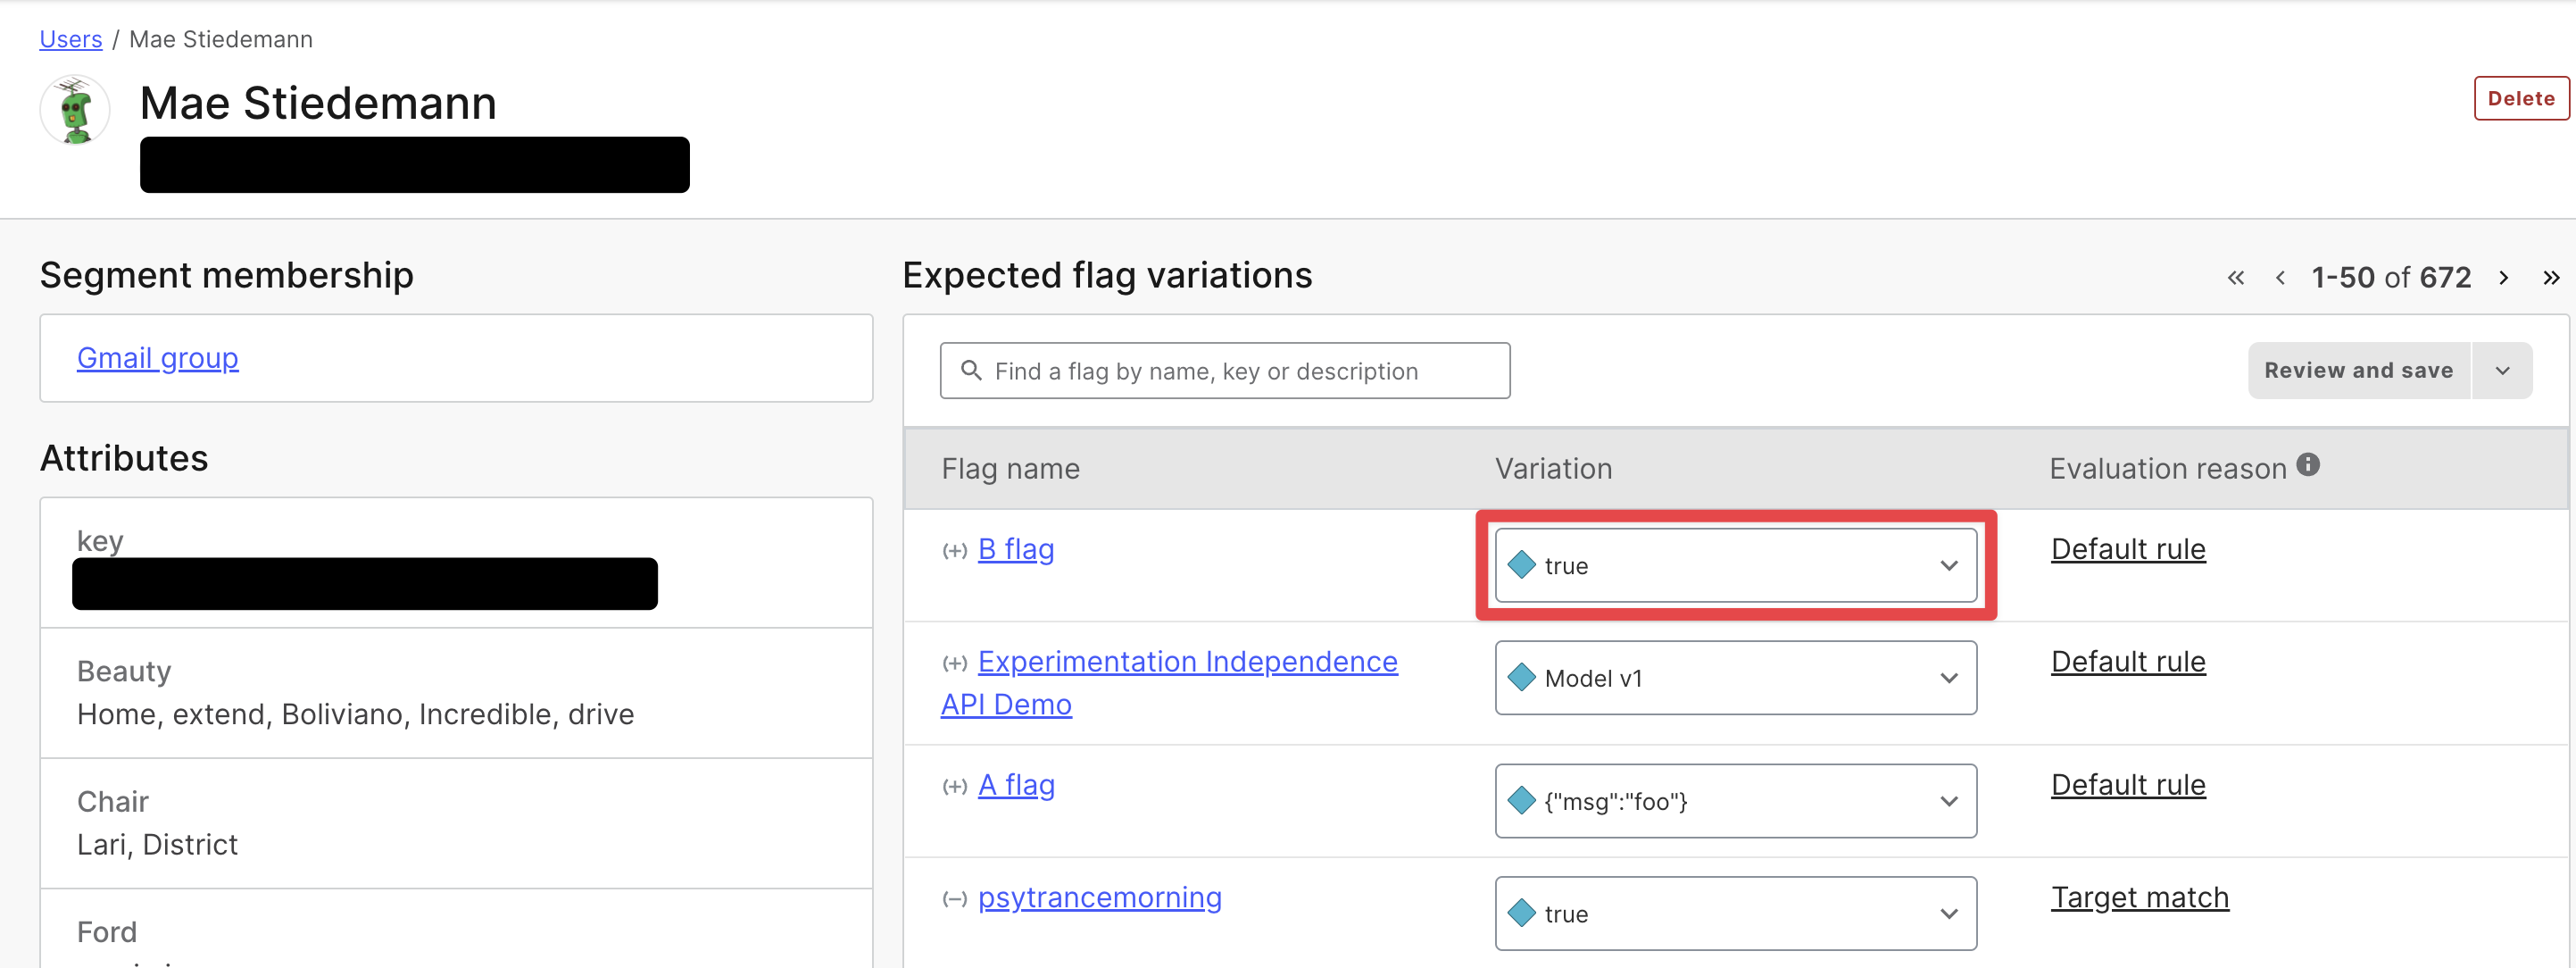 Users / Mae Stiedemann
Mae Stiedemann
Delete
Segment membership
Gmail group
Attributes
key
Beauty
Home, extend, Boliviano, Incredible, drive
Chair
Lari, District
Ford
Expected flag variations
« ‹ 1-50 of 672 › »
Find a flag by name, key or description
Review and save
Flag name Variation Evaluation reason
(+) B flag true Default rule
(+) Experimentation Independence Model v1 Default rule
API Demo
(+) A flag {"msg":"foo"} Default rule
(–) psytrancemorning true Target match